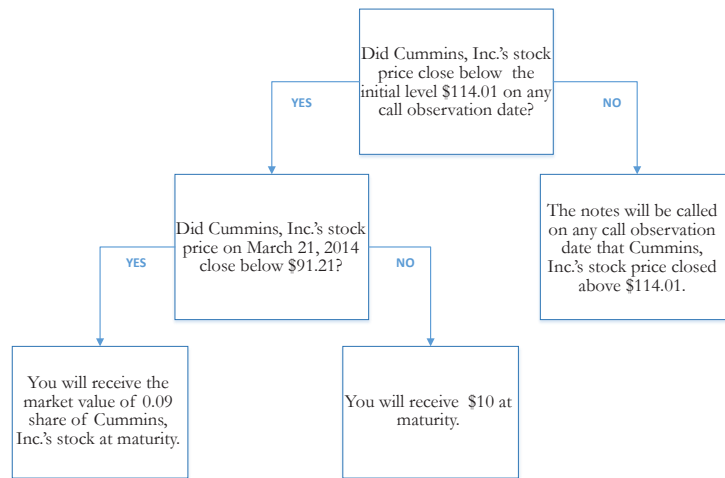 Did Cummins, Inc.'s stock
price close below the
initial level $114.01 on any
call observation date?
YES
NO
Did Cummins, Inc.'s stock
price on March 21, 2014
close below $91.21?
The notes will be called
on any call observation
date that Cummins,
Inc.'s stock price closed
above $114.01.
YES
NO
You will receive the
market value of 0.09
share of Cummins,
Inc.'s stock at maturity.
You will receive $10 at
maturity.